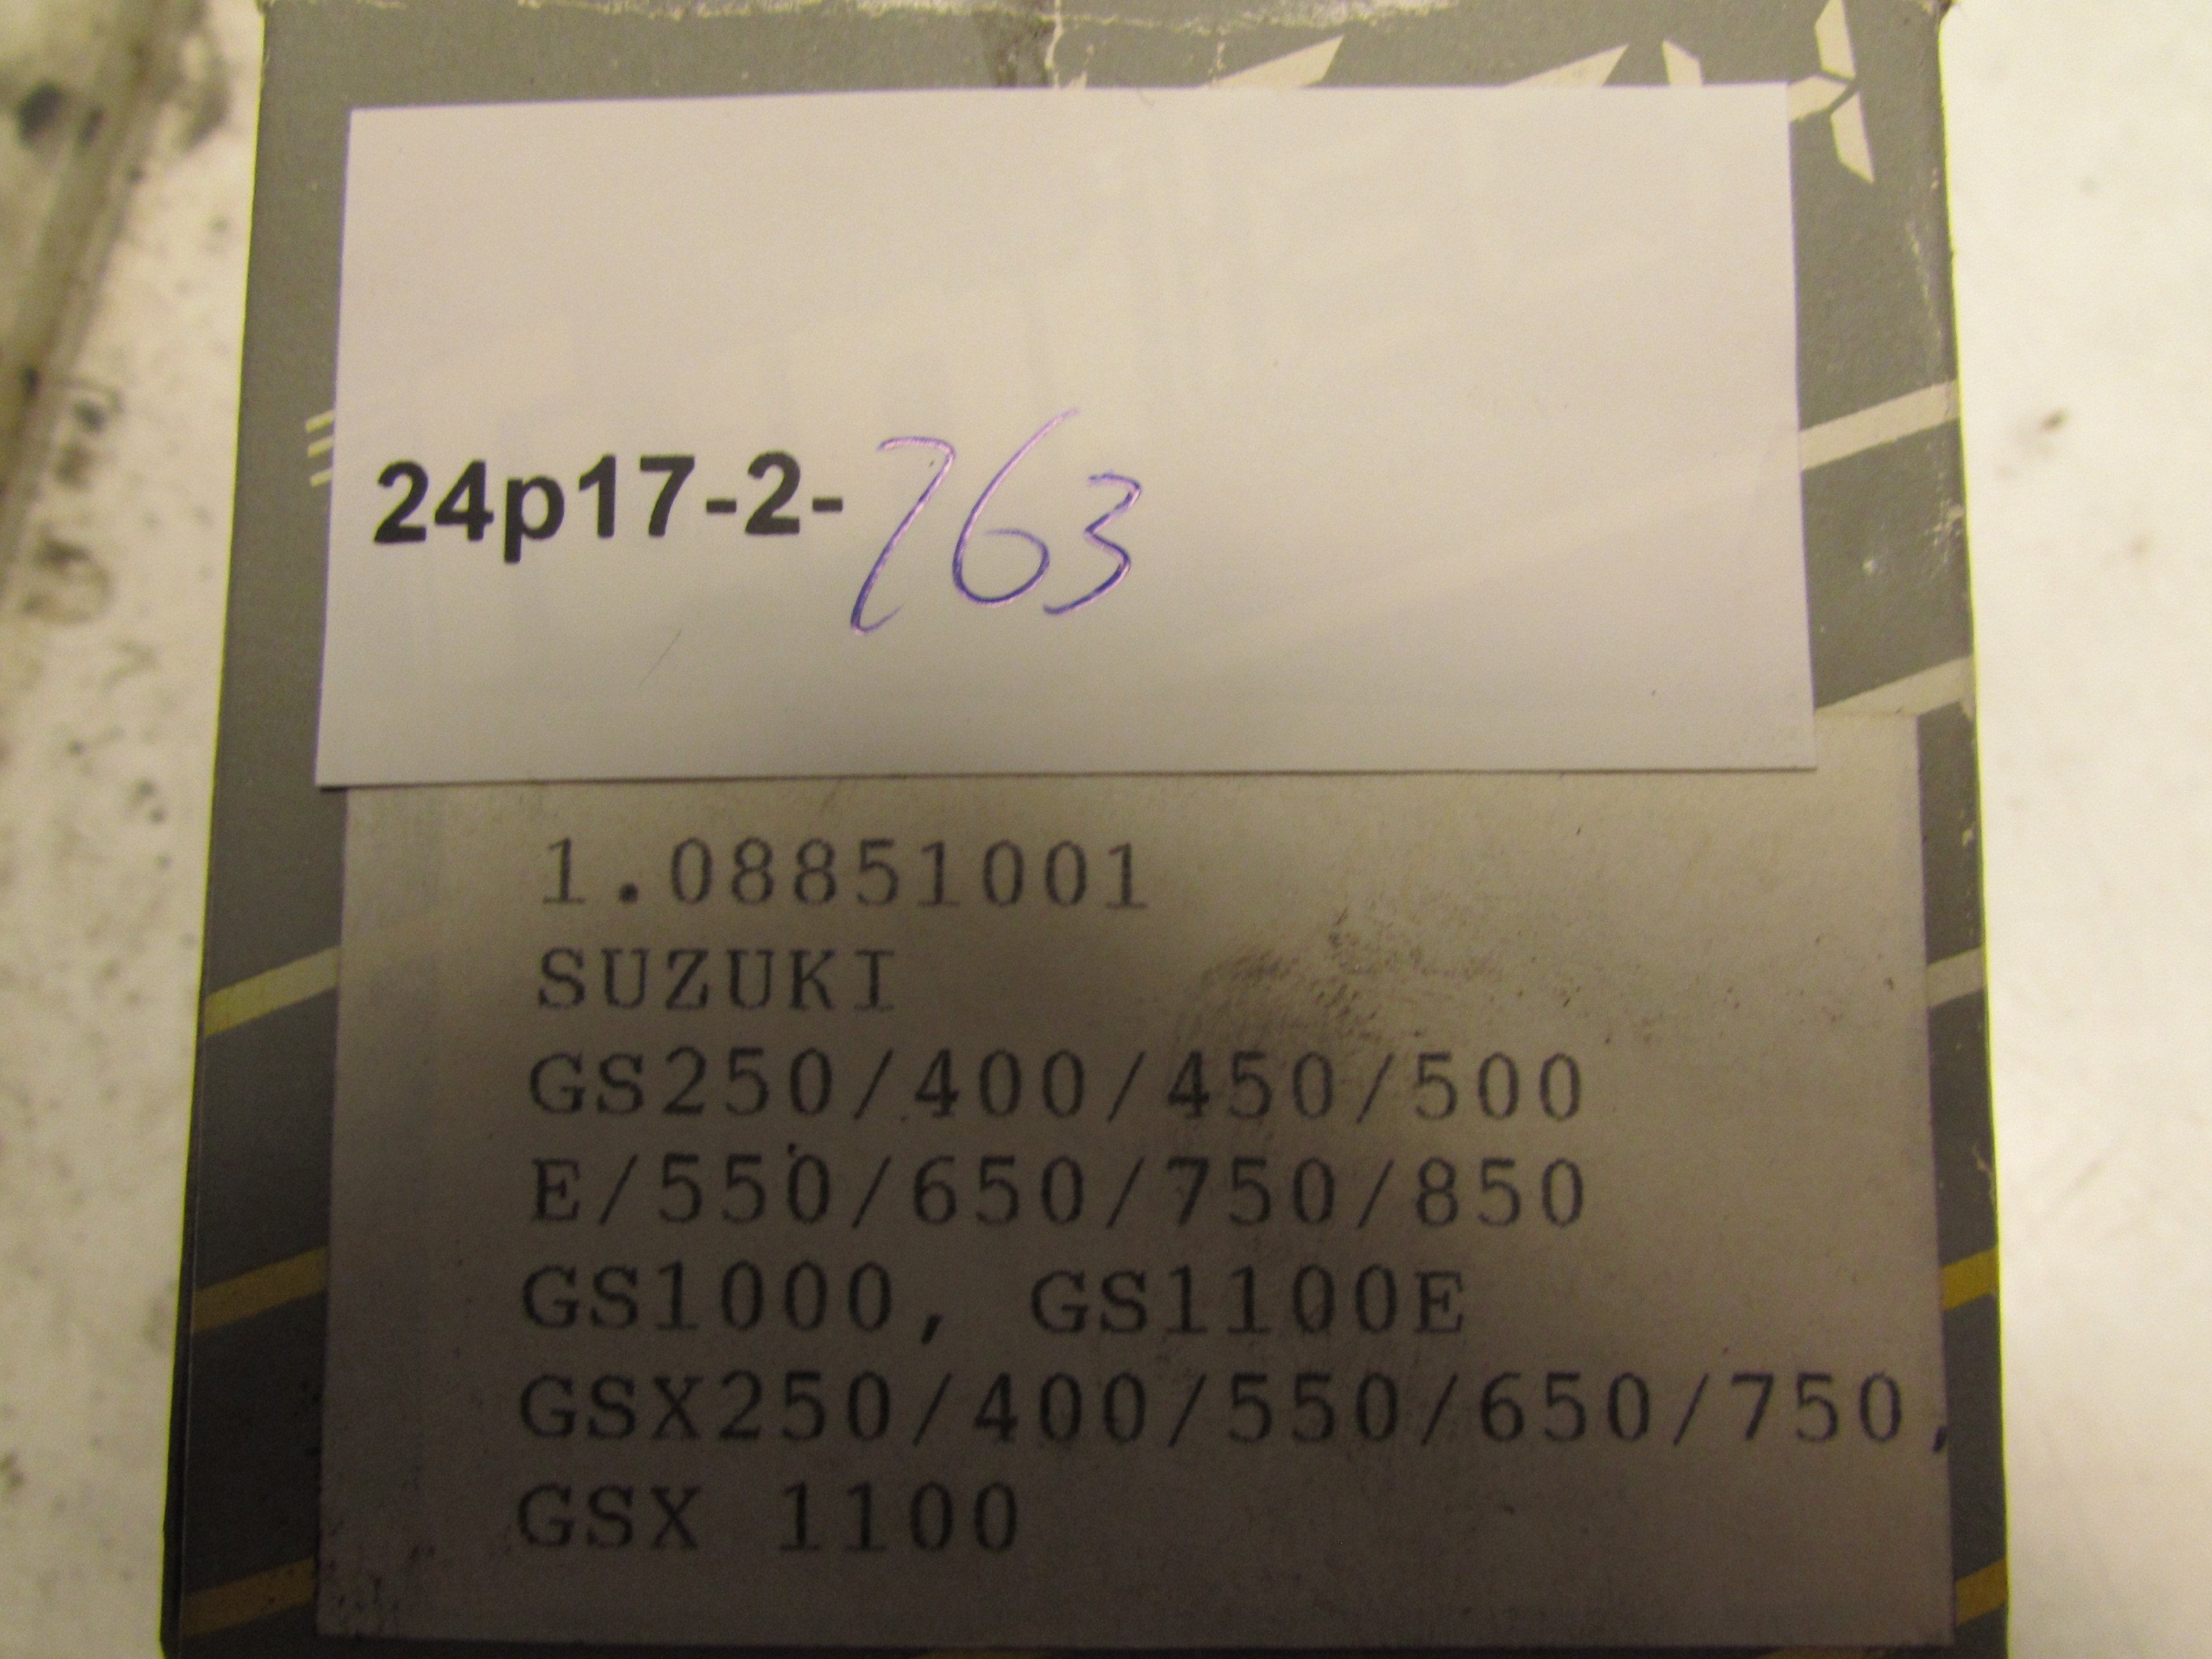 24p17-2-763
1.08851001
SUZUKI
GS250/400/450/500
E/550/650/750/850
GS1000, GS1100E
GSX250/400/550/650/750,
GSX 1100